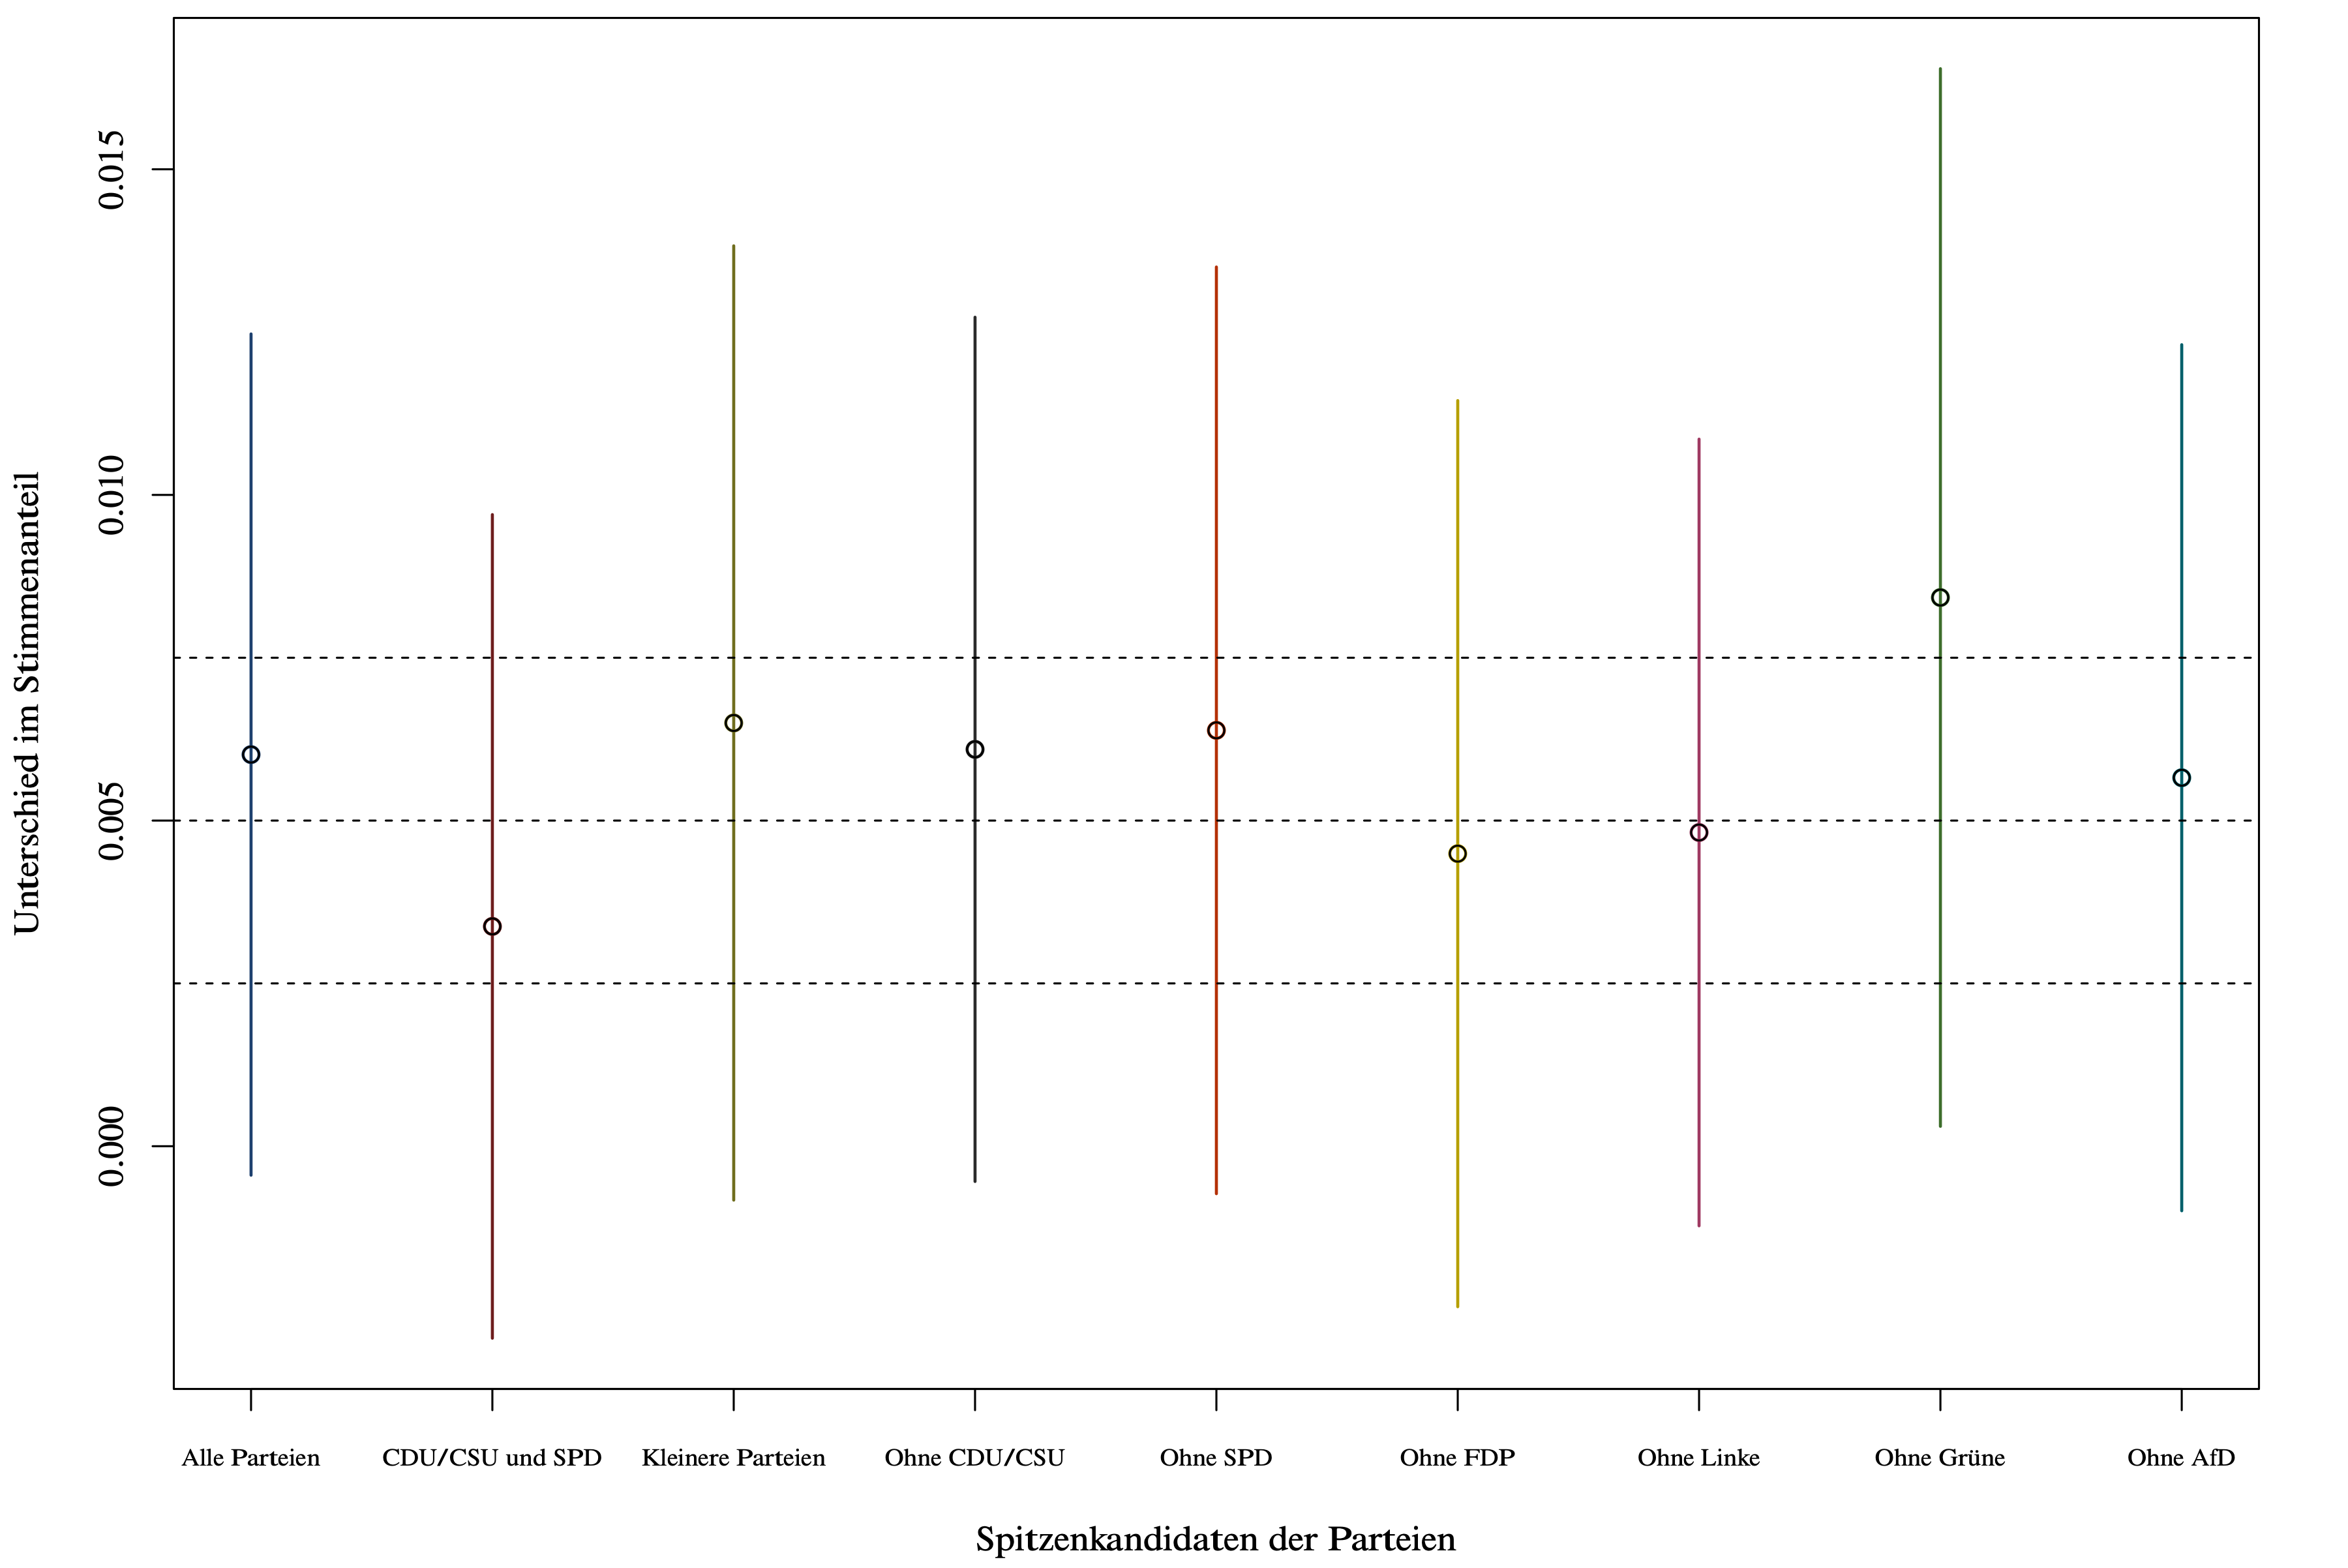 Unterschied im Stimmenanteil
0.015
0.010
0.005
0.000
Alle Parteien
CDU/CSU und SPD
Kleinere Parteien
Ohne CDU/CSU
Ohne SPD
Ohne FDP
Ohne Linke
Ohne Grüne
Ohne AfD
Spitzenkandidaten der Parteien